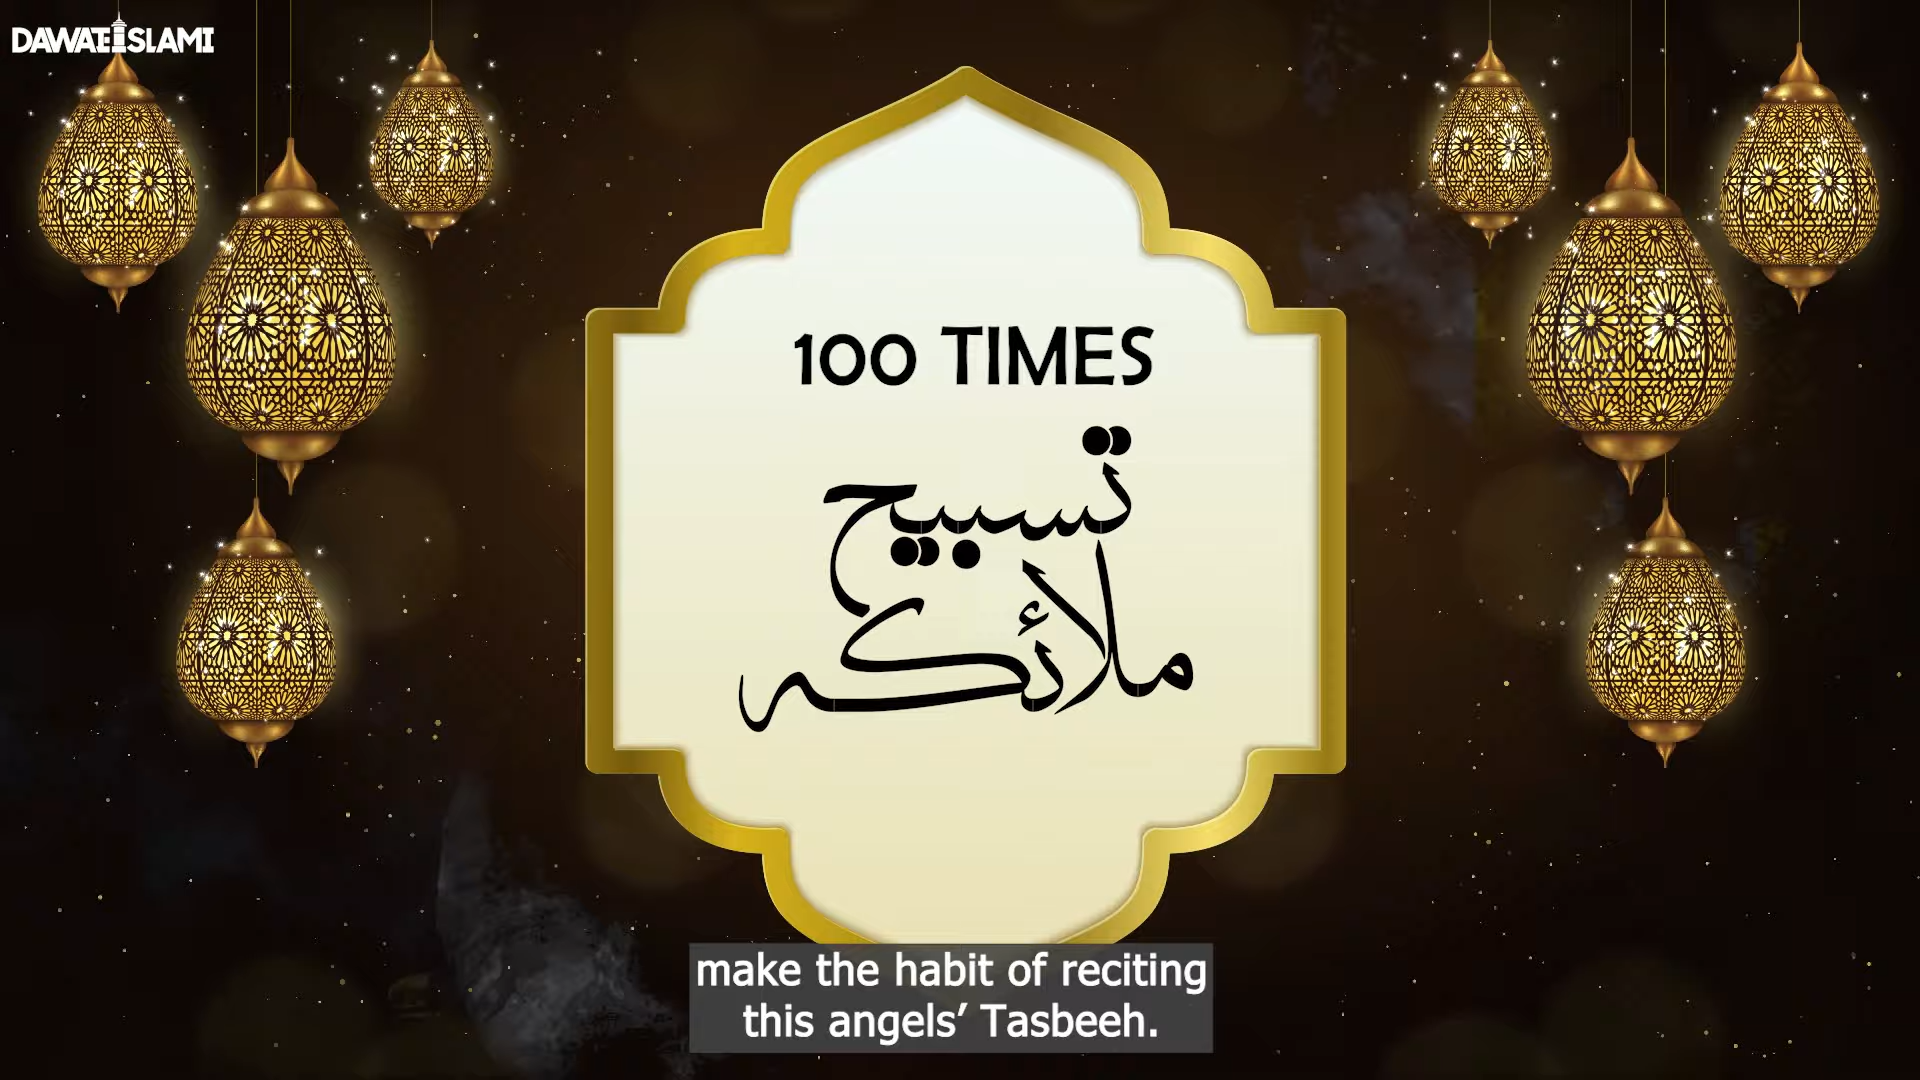 DAWATEISLAMI
100 TIMES
تسبیح
ملائکہ
make the habit of reciting
this angels’ Tasbeeh.